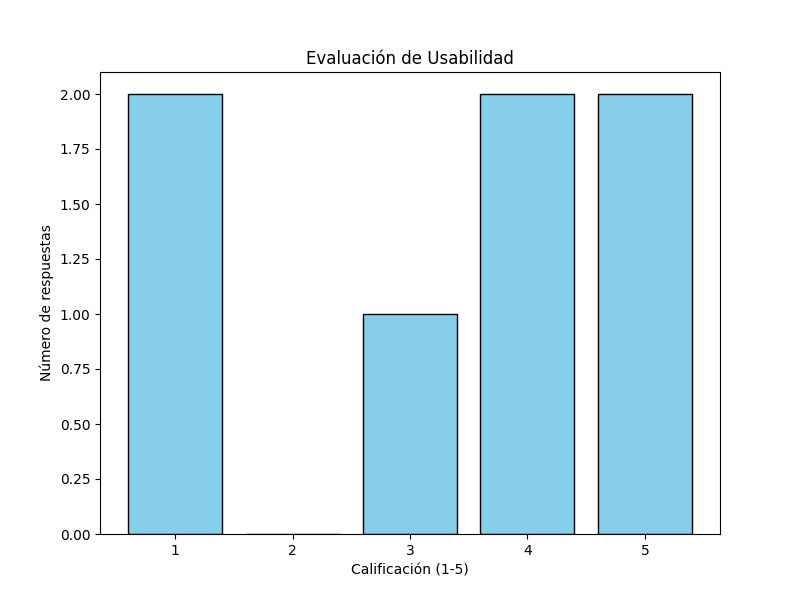 Evaluación de Usabilidad
Número de respuestas
2.00
1.75
1.50
1.25
1.00
0.75
0.50
0.25
0.00
1 2 3 4 5
Calificación (1-5)